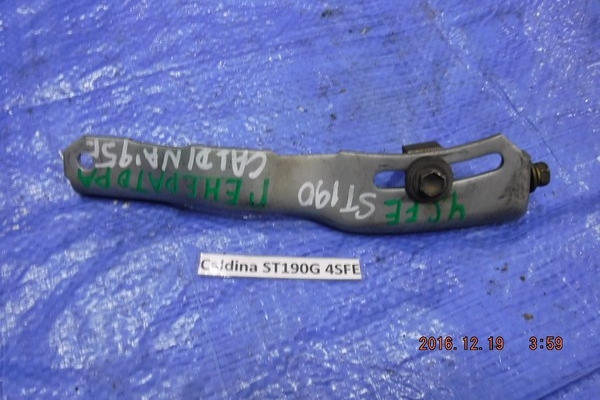 CALDINA'95Г
ГЕНЕРАТОРА
ST190
4SFE
Caldina ST190G 4SFE
2016.12.19 3:59